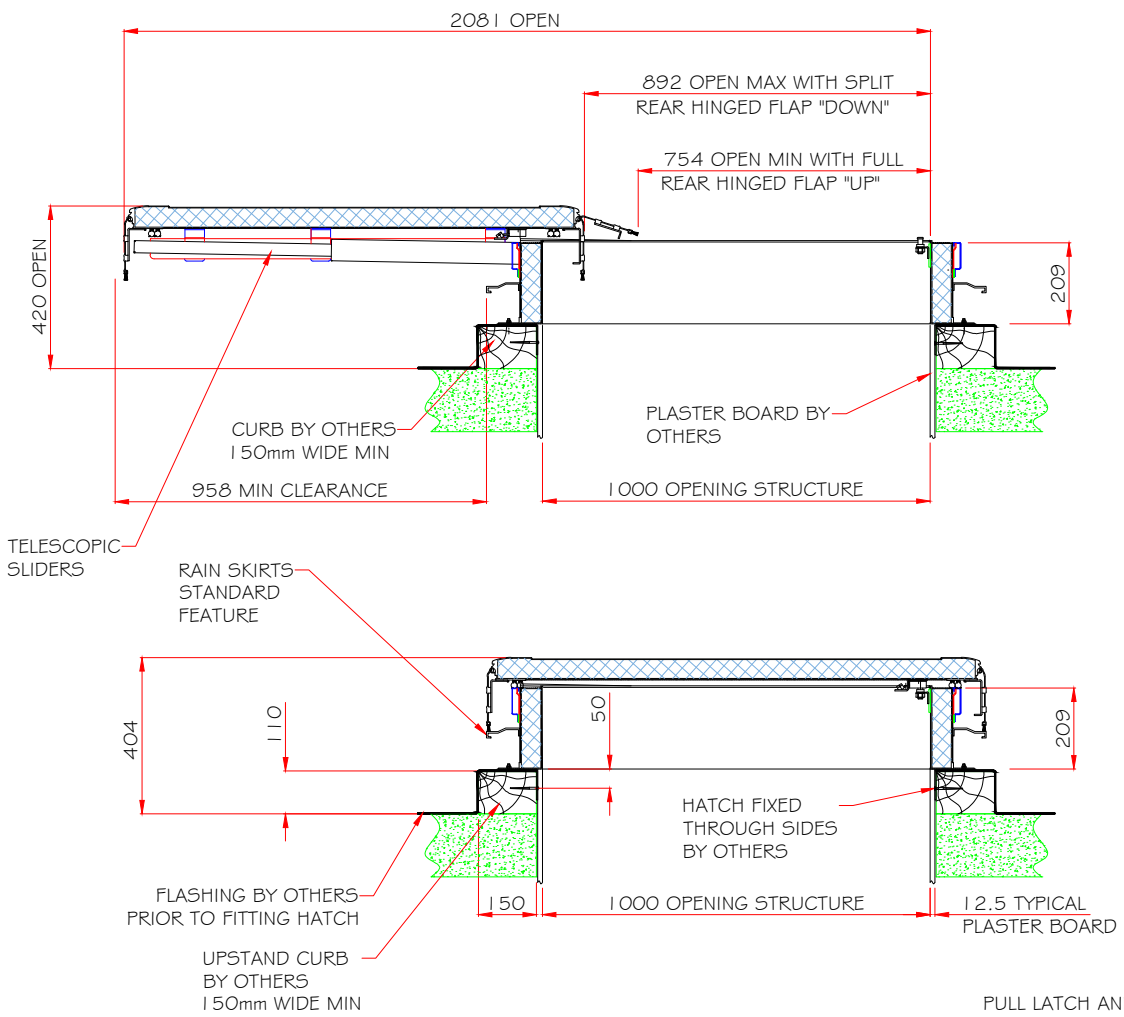 2081 OPEN
892 OPEN MAX WITH SPLIT
REAR HINGED FLAP "DOWN"
754 OPEN MIN WITH FULL
REAR HINGED FLAP "UP"
420 OPEN
209
CURB BY OTHERS
150mm WIDE MIN
PLASTER BOARD BY
OTHERS
958 MIN CLEARANCE
1000 OPENING STRUCTURE
TELESCOPIC
SLIDERS
RAIN SKIRTS
STANDARD
FEATURE
404
110
50
209
HATCH FIXED
THROUGH SIDES
BY OTHERS
FLASHING BY OTHERS
PRIOR TO FITTING HATCH
150
1000 OPENING STRUCTURE
12.5 TYPICAL
PLASTER BOARD
UPSTAND CURB
BY OTHERS
150mm WIDE MIN
PULL LATCH AN